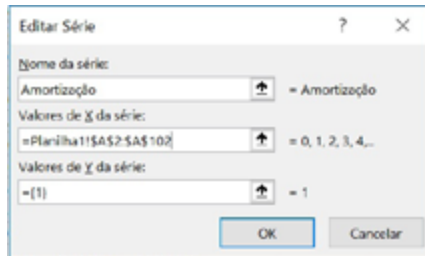 Editar Série ? ×
Nome da série:
Amortização = Amortização
Valores de X da série:
=Planilha1!$A$2:$A$102 = 0, 1, 2, 3, 4,...
Valores de Y da série:
={1} = 1
OK Cancelar